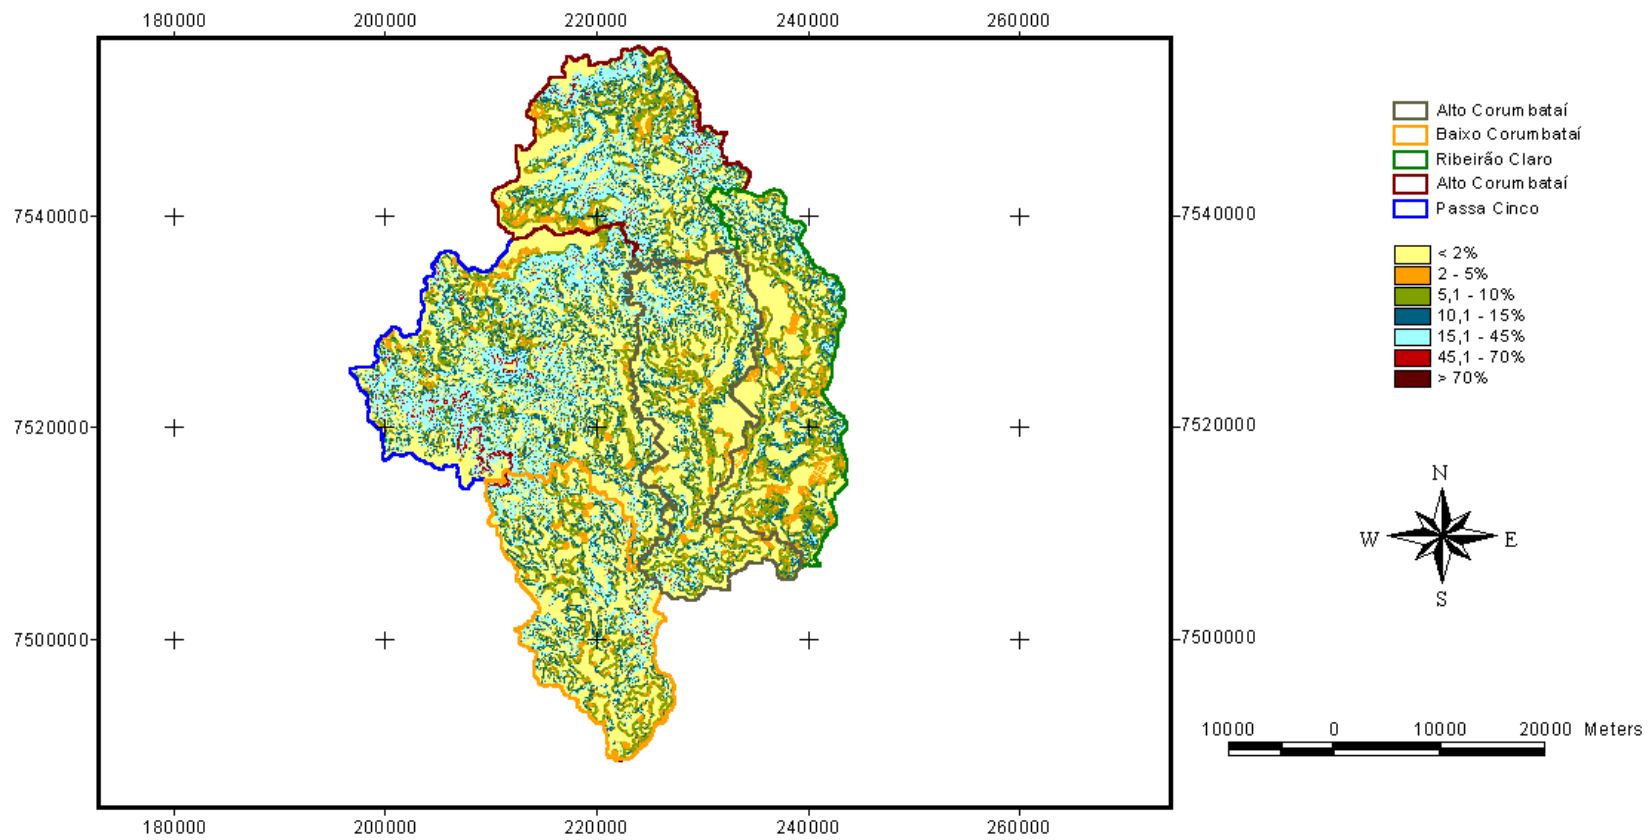 180000 200000 220000 240000 260000
Alto Corumbataí
Baixo Corumbataí
Ribeirão Claro
Alto Corumbataí
Passa Cinco
7540000 7540000
< 2%
2 - 5%
5,1 - 10%
10,1 - 15%
15,1 - 45%
45,1 - 70%
> 70%
7520000 7520000
N
W E
S
7500000 7500000
10000 0 10000 20000 Meters
180000 200000 220000 240000 260000